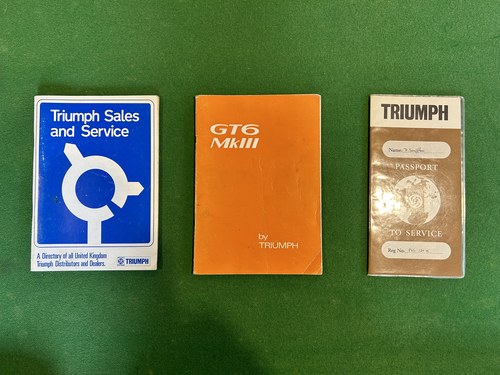 Triumph Sales
and Service
A Directory of all United Kingdom
Triumph Distributors and Dealers.
TRIUMPH
GT6
MkIII
by
TRIUMPH
TRIUMPH
Name:
PASSPORT
TO SERVICE
Reg No.